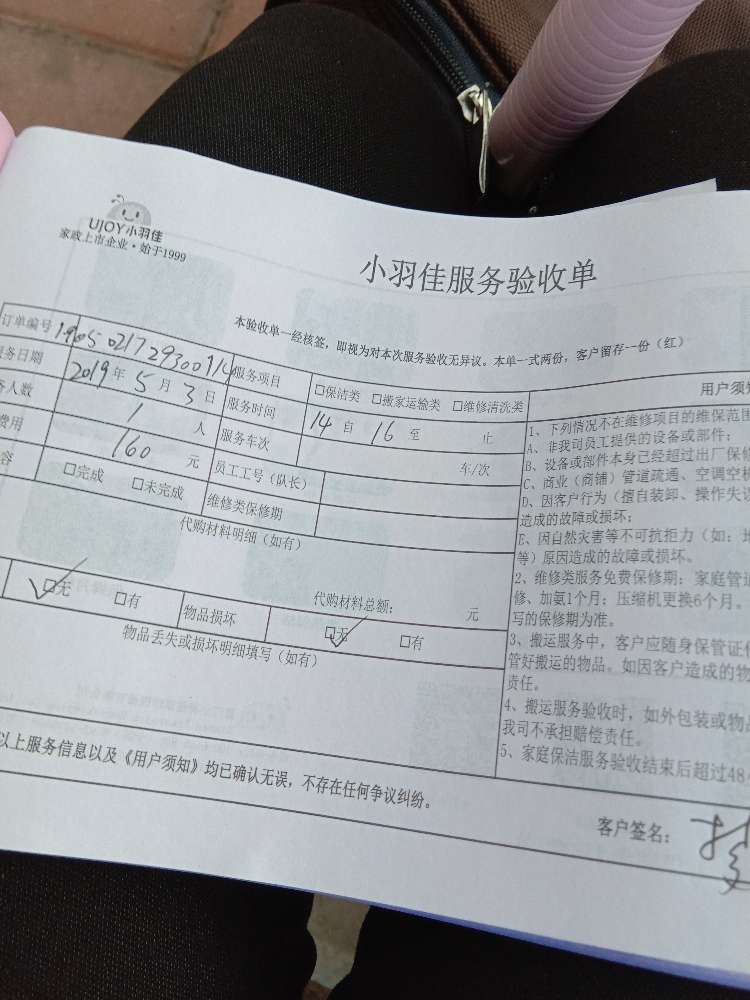 UJOY小羽佳
家政上市企业·始于1999
小羽佳服务验收单
本验收单一经核签，即视为对本次服务验收无异议。本单一式两份，客户留存一份（红）
订单编号 服务项目 □保洁类 □搬家运输类 □维修清洗类
务日期 2019年5月3日 服务时间 14自16至 止
人数 1 人 服务车次 车/次
费用 160 元 员工工号（队长）
容 □完成 □未完成 维修类保修期
代购材料明细（如有）
代购材料总额： 元
☑无 □有 物品损坏 ☑无 □有
物品丢失或损坏明细填写（如有）
用户须
1、下列情况不在维修项目的维保范围
A、非我司员工提供的设备或部件；
B、设备或部件本身已经超过出厂保修
C、商业（商铺）管道疏通、空调空
D、因客户行为（擅自装卸、操作失
造成的故障或损坏；
E、因自然灾害等不可抗拒力（如：
等）原因造成的故障或损坏。
2、维修类服务免费保修期：家庭管道
修、加氨1个月；压缩机更换6个月。
写的保修期为准。
3、搬运服务中，客户应随身保管证
管好搬运的物品。如因客户造成的物
责任。
4、搬运服务验收时，如外包装或物
我司不承担赔偿责任。
5、家庭保洁服务验收结束后超过48
以上服务信息以及《用户须知》均已确认无误，不存在任何争议纠纷。
客户签名：